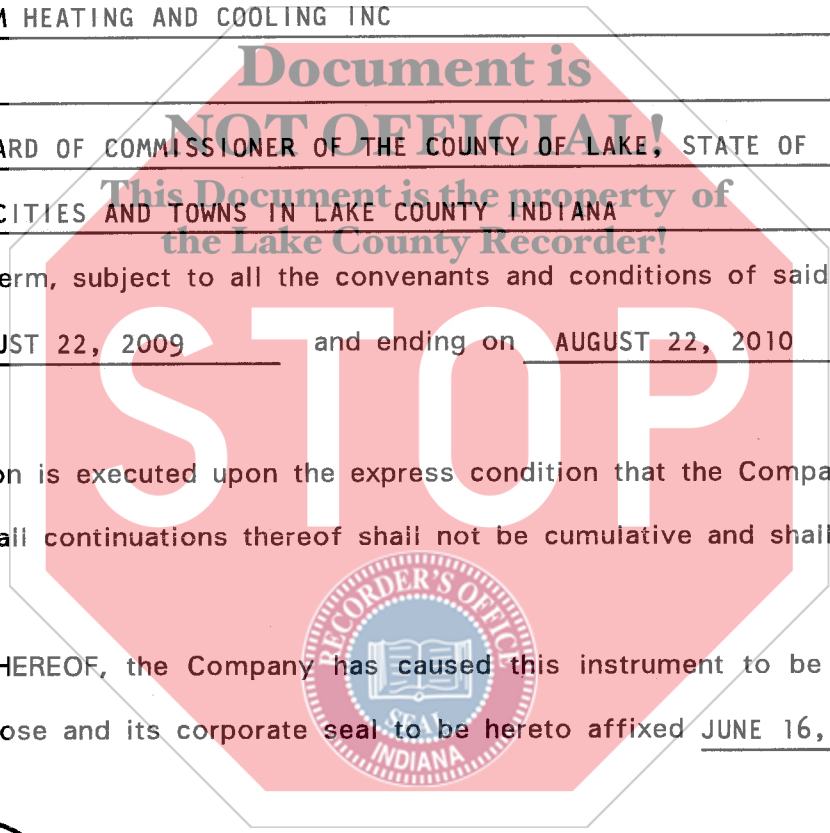 HEATING AND COOLING INC
Document is
NOT OFFICIAL!
ARD OF COMMISSIONER OF THE COUNTY OF LAKE, STATE OF
This Document is the property of
CITIES AND TOWNS IN LAKE COUNTY INDIANA
the Lake County Recorder!
erm, subject to all the convenants and conditions of said
UST 22, 2009 and ending on AUGUST 22, 2010
STOP
on is executed upon the express condition that the Compa
all continuations thereof shall not be cumulative and shall
RECORDER'S OFFICE
HEREOF, the Company has caused this instrument to be
SEAL
ose and its corporate seal to be hereto affixed JUNE 16,
INDIANA